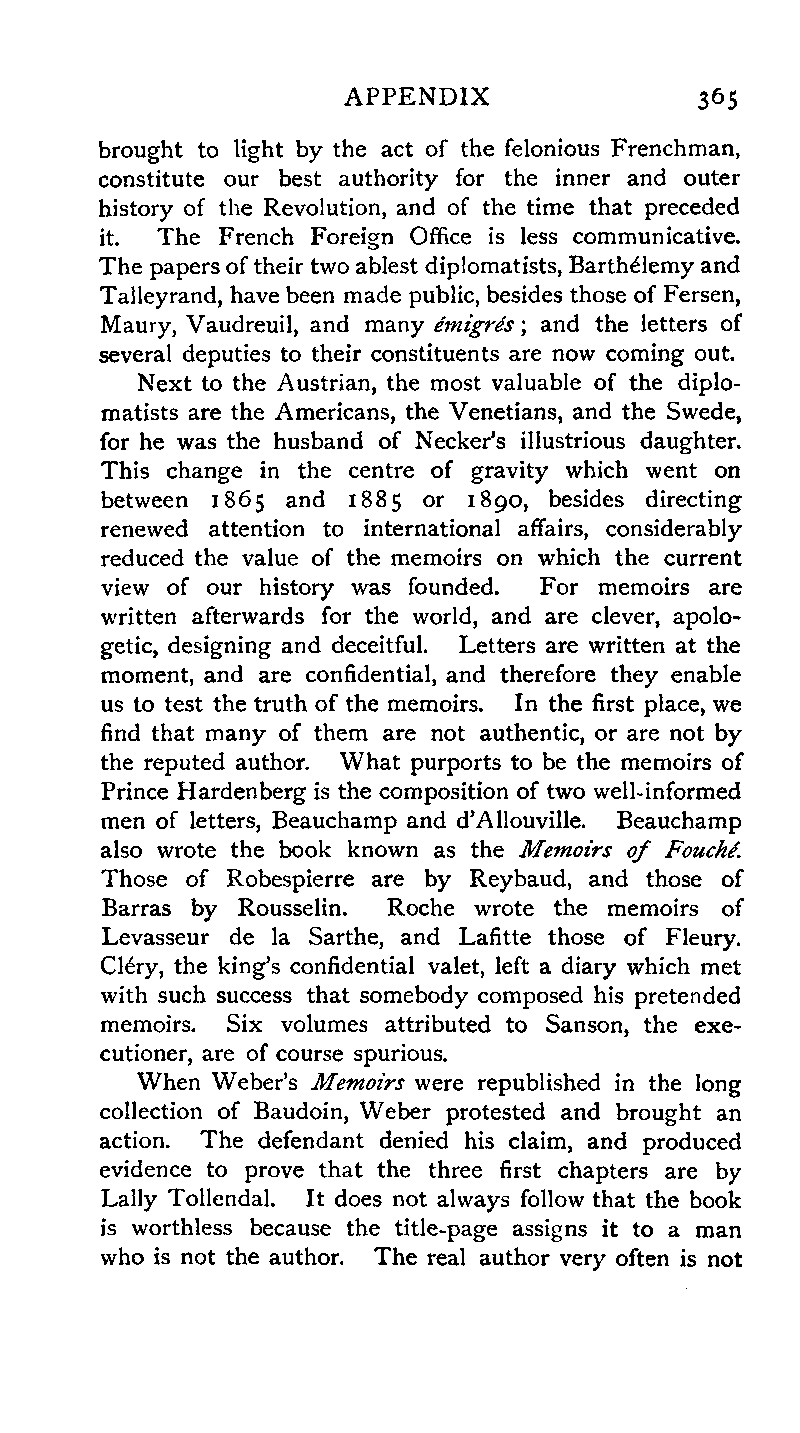 APPENDIX 365
brought to light by the act of the felonious Frenchman,
constitute our best authority for the inner and outer
history of the Revolution, and of the time that preceded
it. The French Foreign Office is less communicative.
The papers of their two ablest diplomatists, Barthélemy and
Talleyrand, have been made public, besides those of Fersen,
Maury, Vaudreuil, and many émigrés; and the letters of
several deputies to their constituents are now coming out.
Next to the Austrian, the most valuable of the diplo-
matists are the Americans, the Venetians, and the Swede,
for he was the husband of Necker's illustrious daughter.
This change in the centre of gravity which went on
between 1865 and 1885 or 1890, besides directing
renewed attention to international affairs, considerably
reduced the value of the memoirs on which the current
view of our history was founded. For memoirs are
written afterwards for the world, and are clever, apolo-
getic, designing and deceitful. Letters are written at the
moment, and are confidential, and therefore they enable
us to test the truth of the memoirs. In the first place, we
find that many of them are not authentic, or are not by
the reputed author. What purports to be the memoirs of
Prince Hardenberg is the composition of two well-informed
men of letters, Beauchamp and d'Allouville. Beauchamp
also wrote the book known as the Memoirs of Fouché.
Those of Robespierre are by Reybaud, and those of
Barras by Rousselin. Roche wrote the memoirs of
Levasseur de la Sarthe, and Lafitte those of Fleury.
Cléry, the king's confidential valet, left a diary which met
with such success that somebody composed his pretended
memoirs. Six volumes attributed to Sanson, the exe-
cutioner, are of course spurious.
When Weber's Memoirs were republished in the long
collection of Baudoin, Weber protested and brought an
action. The defendant denied his claim, and produced
evidence to prove that the three first chapters are by
Lally Tollendal. It does not always follow that the book
is worthless because the title-page assigns it to a man
who is not the author. The real author very often is not